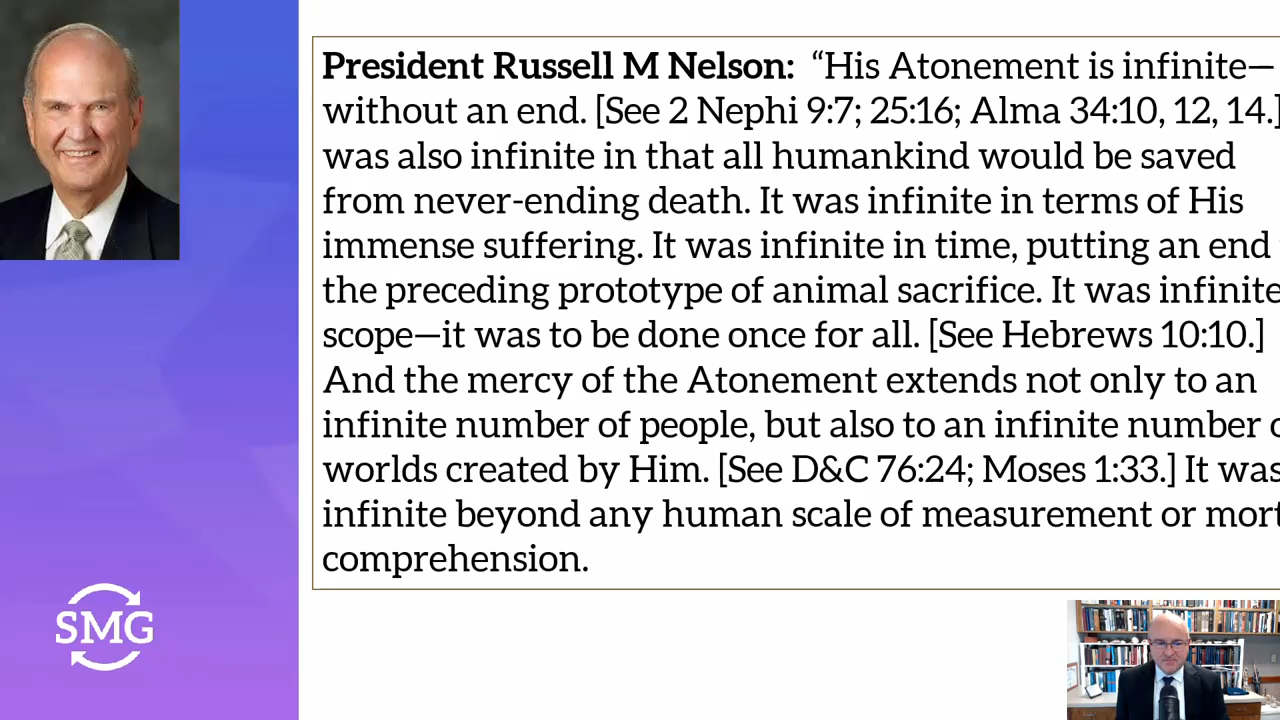 President Russell M Nelson: “His Atonement is infinite—
without an end. [See 2 Nephi 9:7; 25:16; Alma 34:10, 12, 14.]
was also infinite in that all humankind would be saved
from never-ending death. It was infinite in terms of His
immense suffering. It was infinite in time, putting an end
the preceding prototype of animal sacrifice. It was infinite
scope—it was to be done once for all. [See Hebrews 10:10.]
And the mercy of the Atonement extends not only to an
infinite number of people, but also to an infinite number
worlds created by Him. [See D&C 76:24; Moses 1:33.] It was
infinite beyond any human scale of measurement or mort
comprehension.
SMG